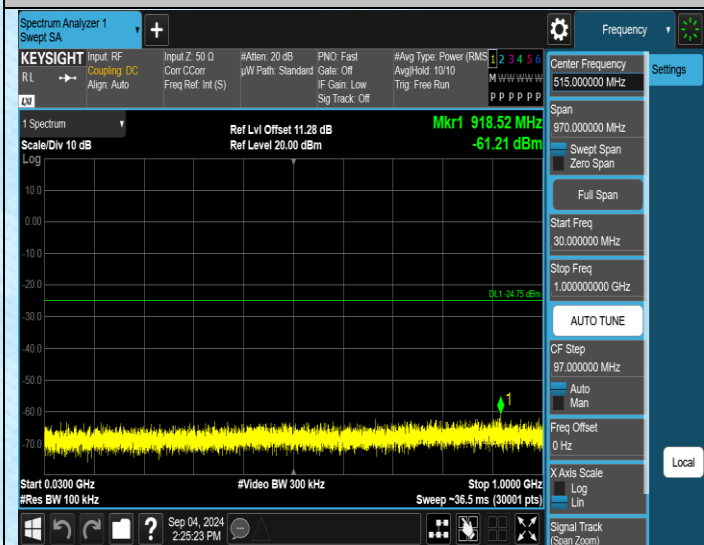 Spectrum Analyzer 1
Swept SA
+
Frequency
KEYSIGHT
RL
LXI
Input: RF
Coupling: DC
Align: Auto
Input Z: 50 Ω
Corr CCorr
Freq Ref: Int (S)
#Atten: 20 dB
µW Path: Standard
PNO: Fast
Gate: Off
IF Gain: Low
Sig Track: Off
#Avg Type: Power (RMS
Avg|Hold: 10/10
Trig: Free Run
1 2 3 4 5 6
M W W W W W
P P P P P P
1 Spectrum
Scale/Div 10 dB
Log
Ref Lvl Offset 11.28 dB
Ref Level 20.00 dBm
Mkr1 918.52 MHz
-61.21 dBm
10.0
0.00
-10.0
-20.0
DL1 -24.75 dBm
-30.0
-40.0
-50.0
-60.0
1
-70.0
Start 0.0300 GHz
#Res BW 100 kHz
#Video BW 300 kHz
Stop 1.0000 GHz
Sweep ~36.5 ms (30001 pts)
?
Sep 04, 2024
2:25:23 PM
Center Frequency
515.000000 MHz
Span
970.000000 MHz
Swept Span
Zero Span
Full Span
Start Freq
30.000000 MHz
Stop Freq
1.000000000 GHz
AUTO TUNE
CF Step
97.000000 MHz
Auto
Man
Freq Offset
0 Hz
X Axis Scale
Log
Lin
Signal Track
(Span Zoom)
Settings
Local